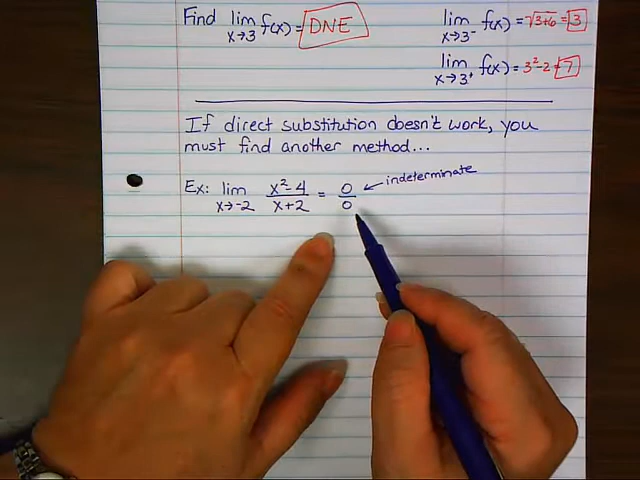 Find lim x→3 f(x) = DNE
lim x→3⁻ f(x) = √3+6 = 3
lim x→3⁺ f(x) = 3²-2 = 7
If direct substitution doesn't work, you
must find another method...
Ex: lim x→-2 x²-4/x+2 = 0/0 ← indeterminate